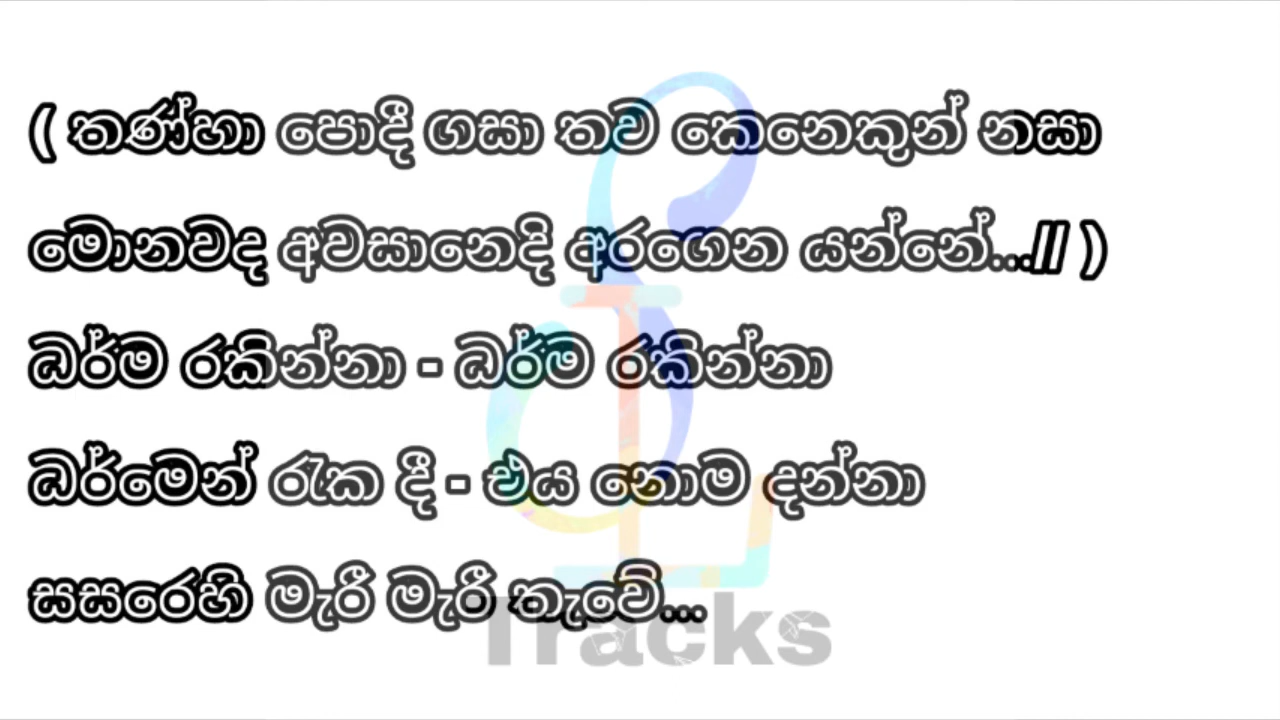 ( තණ්හා පොදී ගසා තව කෙනෙකුන් නසා
මොනවද අවසානෙදි අරගෙන යන්නේ...// )
ධර්ම රකින්නා - ධර්ම රකින්නා
ධර්මෙන් රැක දී - එය නොම දන්නා
සසරෙහි මැරී මැරී තැවේ...
Tracks